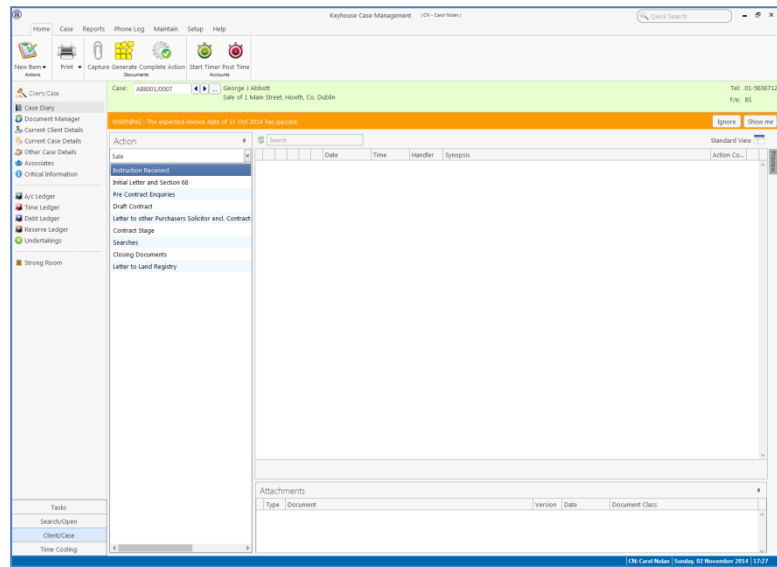 Keyhouse Case Management (CN - Carol Nolan)
Quick Search
Home Case Reports Phone Log Maintain Setup Help
New Item Print Capture Generate Complete Action Start Timer Post Time
Actions Documents Accounts
Client/Case
Case Diary
Document Manager
Current Client Details
Current Case Details
Other Case Details
Associates
Critical Information
A/c Ledger
Time Ledger
Debt Ledger
Reserve Ledger
Undertakings
Strong Room
Tasks
Search/Open
Client/Case
Time Costing
Case: ABB001/0007 ... George J Abbott
Sale of 1 Main Street, Howth, Co. Dublin
Tel: 01-5656712
F/e: BS
WARNING - The expected invoice date of 31 Oct 2014 has passed.
Ignore Show me
Action
Sale
Instruction Received
Initial Letter and Section 68
Pre Contract Enquiries
Draft Contract
Letter to other Purchasers Solicitor encl. Contracts
Contract Stage
Searches
Closing Documents
Letter to Land Registry
Search
Standard View
Date Time Handler Synopsis Action Co...
Preview
Attachments
Type Document Version Date Document Class
CN: Carol Nolan Sunday, 02 November 2014 17:27